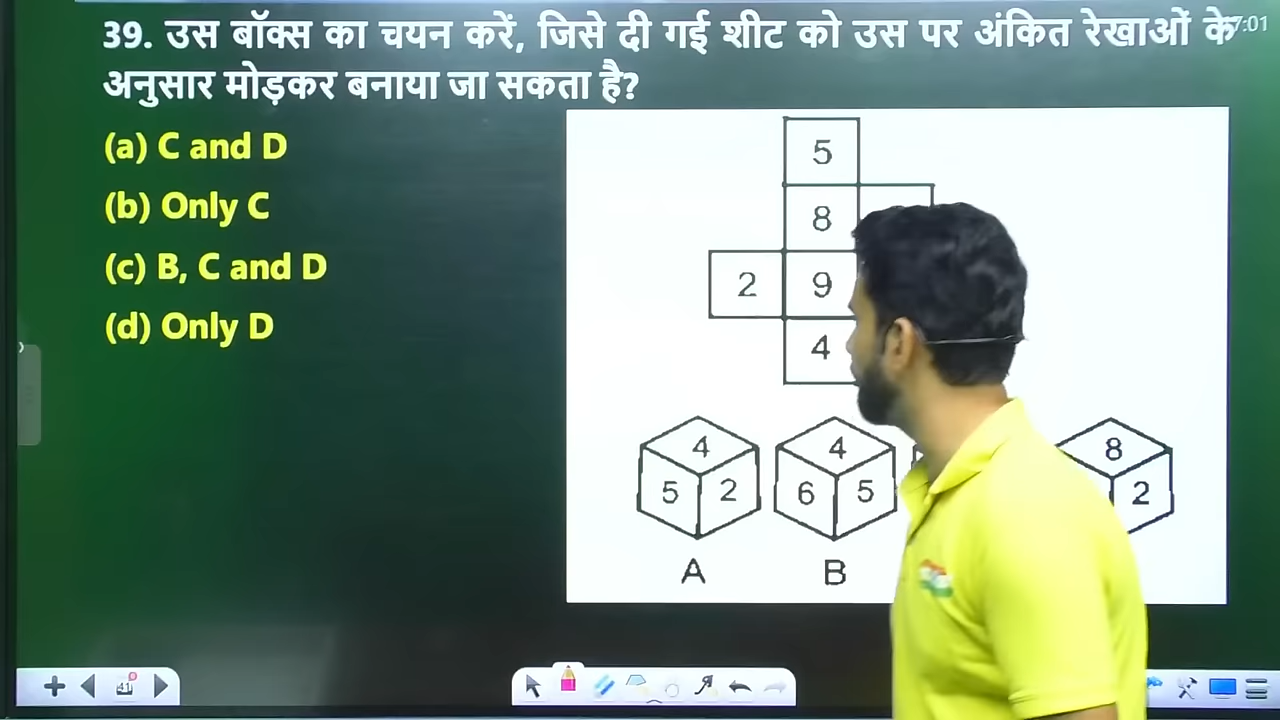 39. उस बॉक्स का चयन करें, जिसे दी गई शीट को उस पर अंकित रेखाओं के
अनुसार मोड़कर बनाया जा सकता है?
(a) C and D
(b) Only C
(c) B, C and D
(d) Only D
5
8
2 9
4
4
5 2
4
6 5
8
2
A
B
41